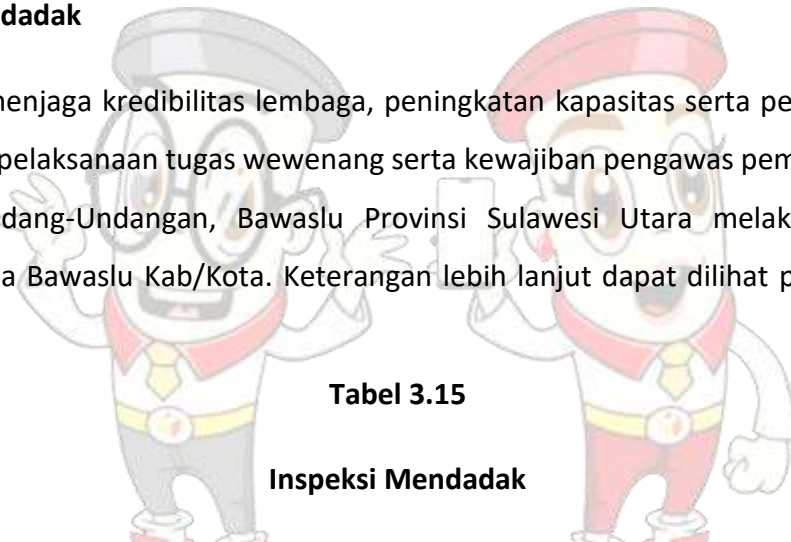 dadak
menjaga kredibilitas lembaga, peningkatan kapasitas serta pe
pelaksanaan tugas wewenang serta kewajiban pengawas pem
dang-Undangan, Bawaslu Provinsi Sulawesi Utara melak
a Bawaslu Kab/Kota. Keterangan lebih lanjut dapat dilihat p
Tabel 3.15
Inspeksi Mendadak